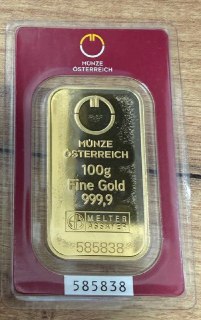 MÜNZE
ÖSTERREICH
MÜNZE
ÖSTERREICH
100g
Fine Gold
999,9
MELTER
ASSAYER
585838
585838